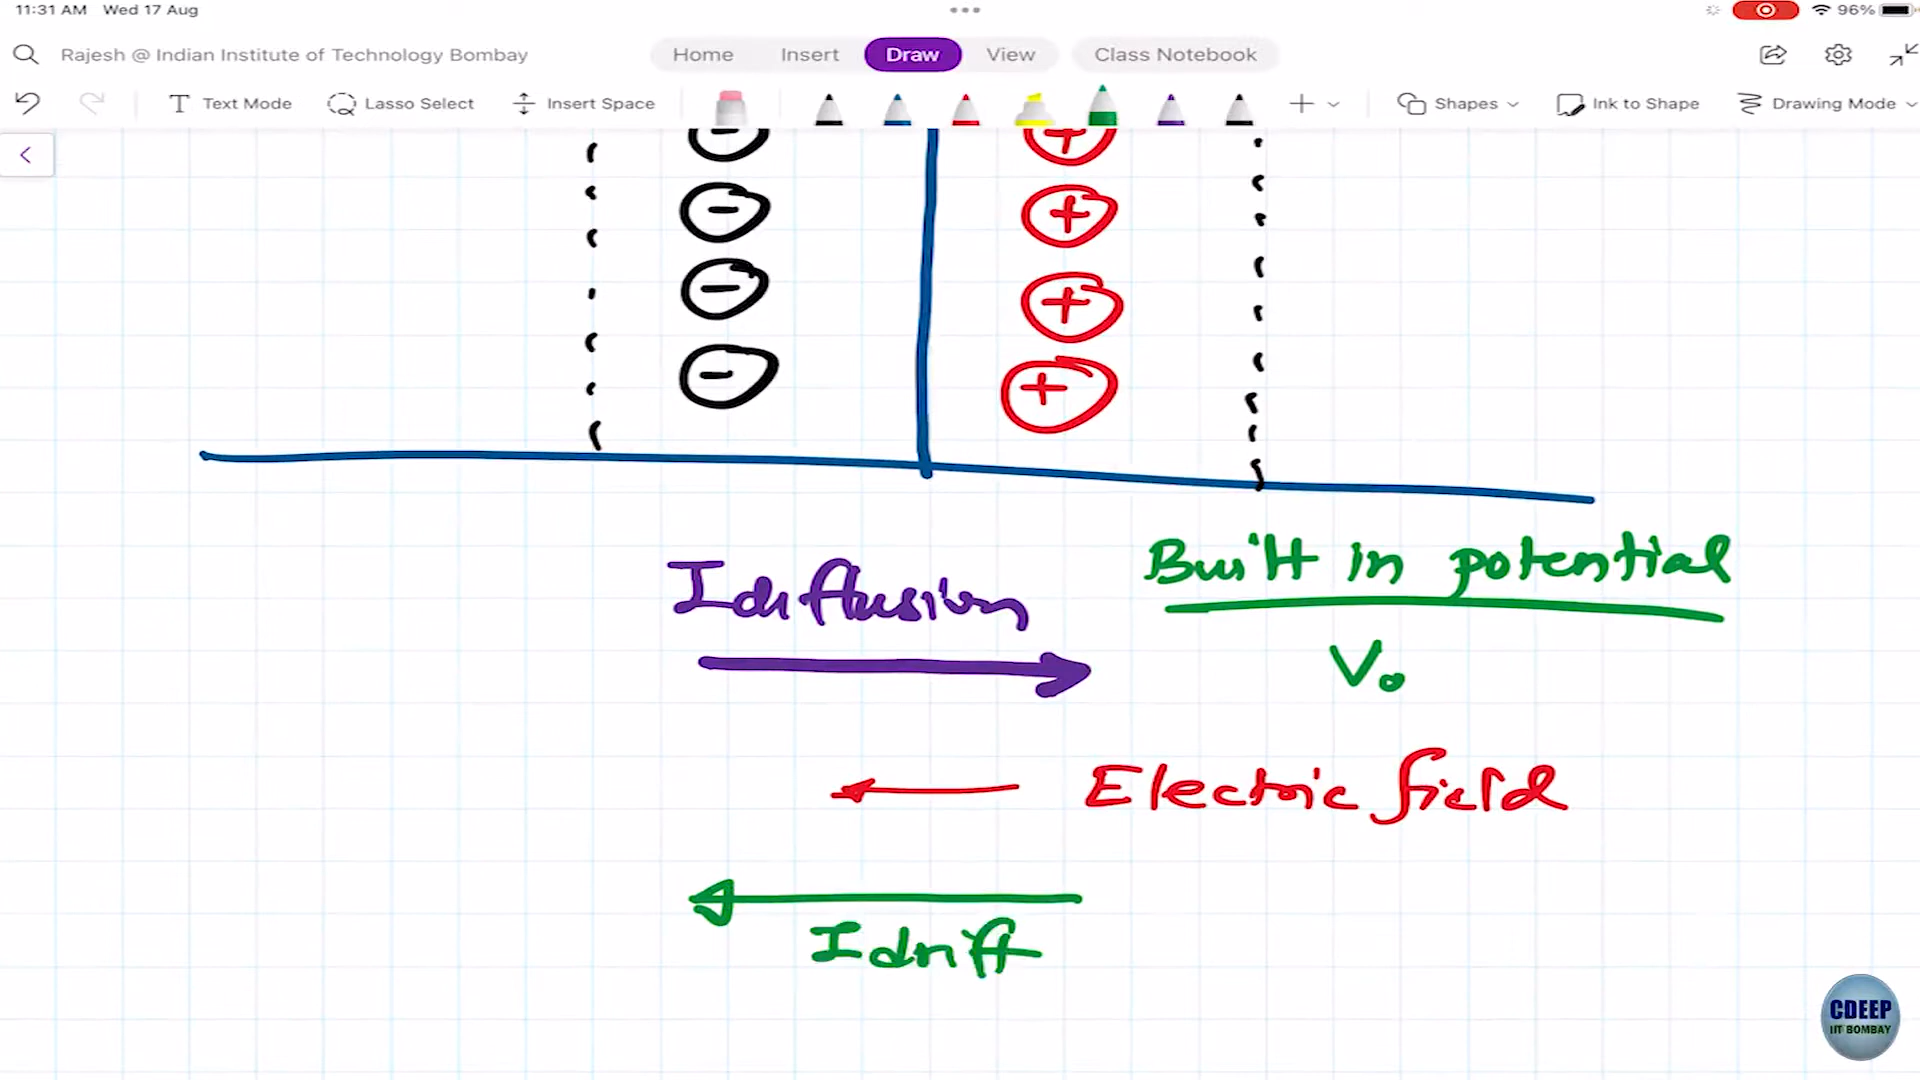 11:31 AM Wed 17 Aug
96%
Rajesh @ Indian Institute of Technology Bombay
Home Insert Draw View Class Notebook
Text Mode Lasso Select Insert Space Shapes Ink to Shape Drawing Mode
− +
− +
− +
− +
Built in potential
Idiffusion
V₀
Electric field
Idrift
CDEEP
IIT BOMBAY